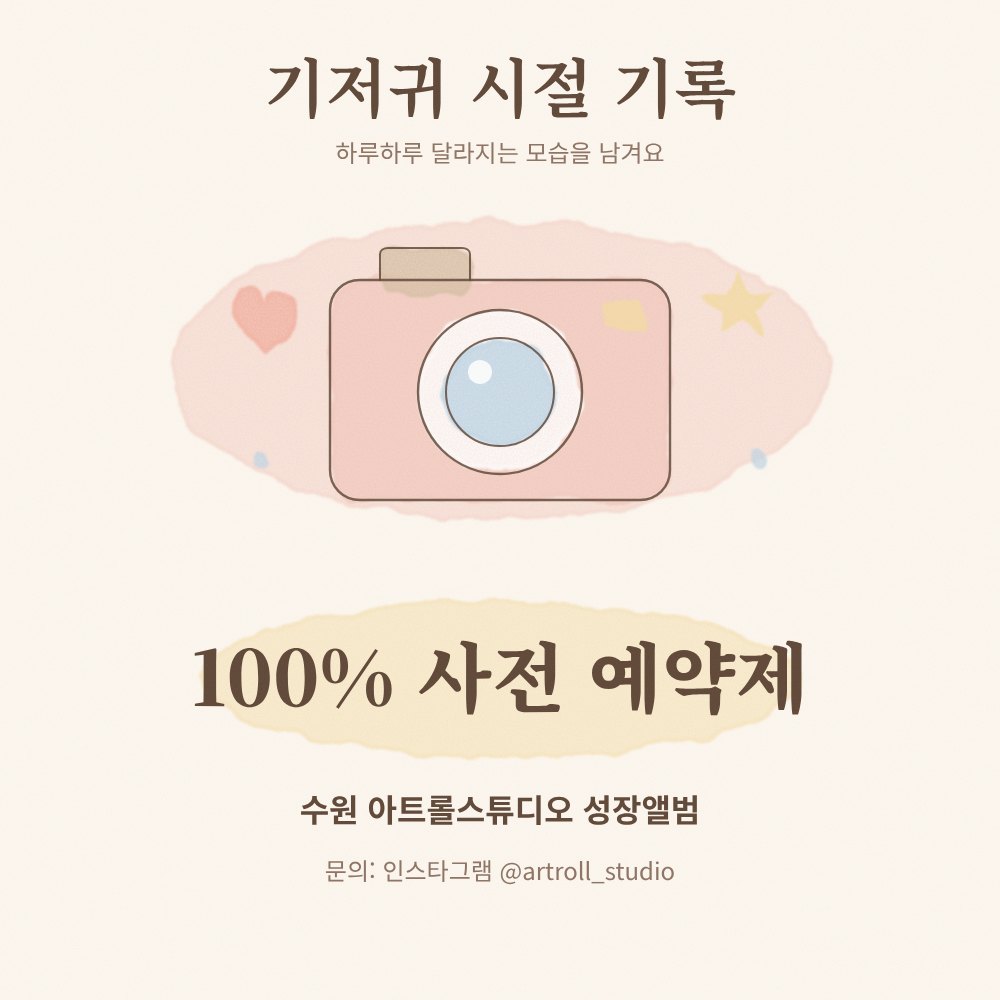 기저귀 시절 기록
하루하루 달라지는 모습을 남겨요
100% 사전 예약제
수원 아트롤스튜디오 성장앨범
문의: 인스타그램 @artroll_studio